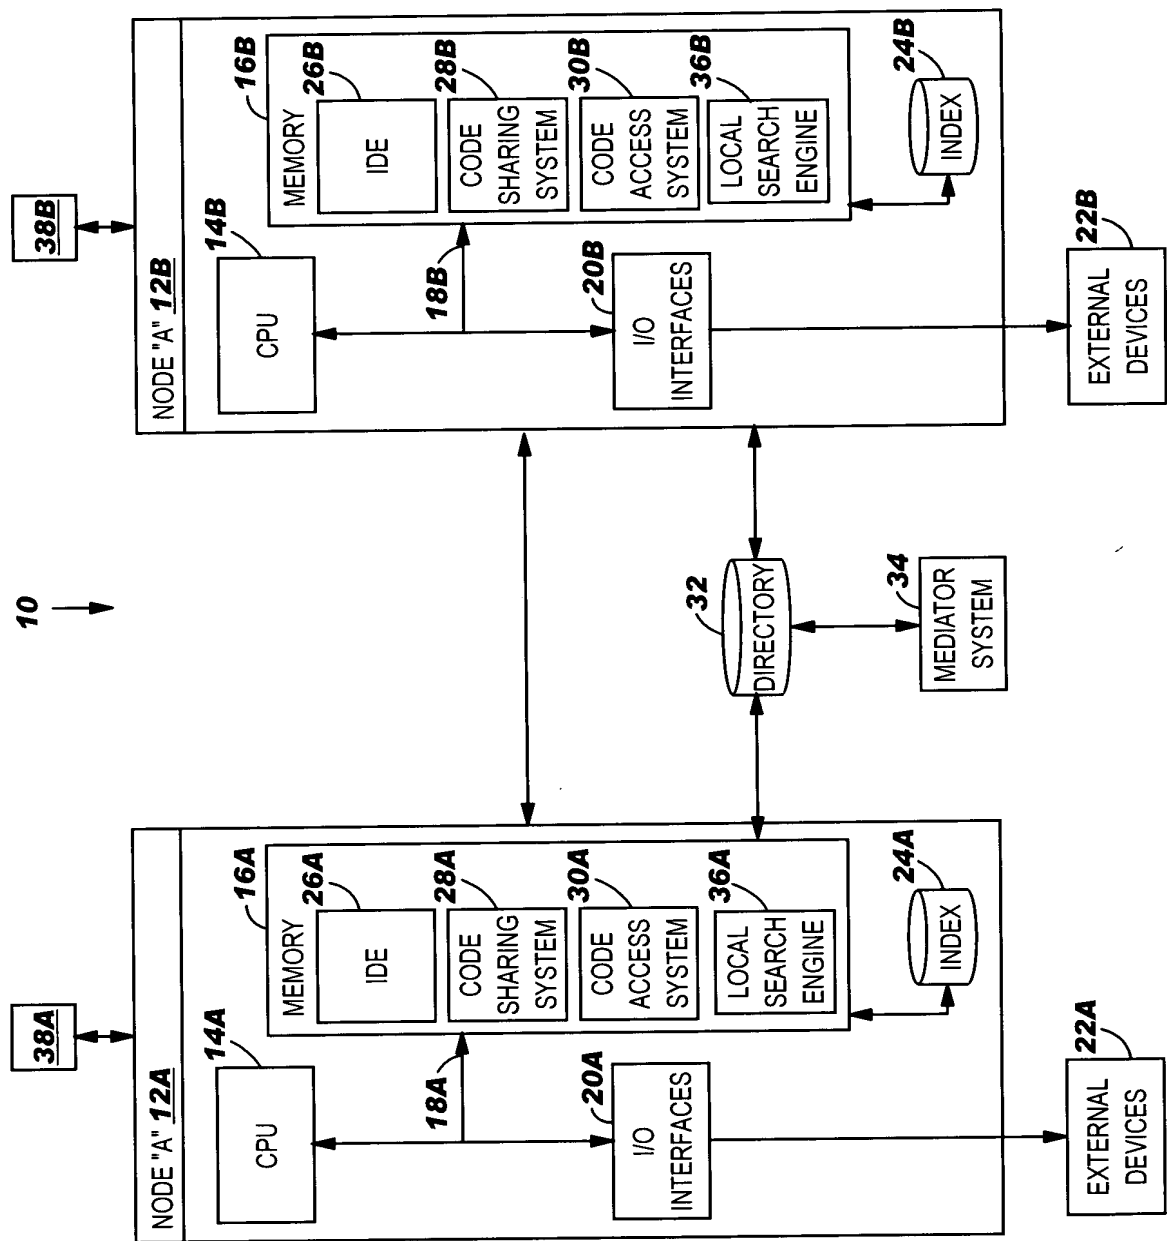 10
38A
NODE "A" 12A
14A
CPU
16A
MEMORY
26A
IDE
18A
28A
CODE
SHARING
SYSTEM
30A
CODE
ACCESS
SYSTEM
20A
I/O
INTERFACES
36A
LOCAL
SEARCH
ENGINE
24A
INDEX
22A
EXTERNAL
DEVICES
32
DIRECTORY
34
MEDIATOR
SYSTEM
38B
NODE "A" 12B
14B
CPU
16B
MEMORY
26B
IDE
18B
28B
CODE
SHARING
SYSTEM
30B
CODE
ACCESS
SYSTEM
20B
I/O
INTERFACES
36B
LOCAL
SEARCH
ENGINE
24B
INDEX
22B
EXTERNAL
DEVICES